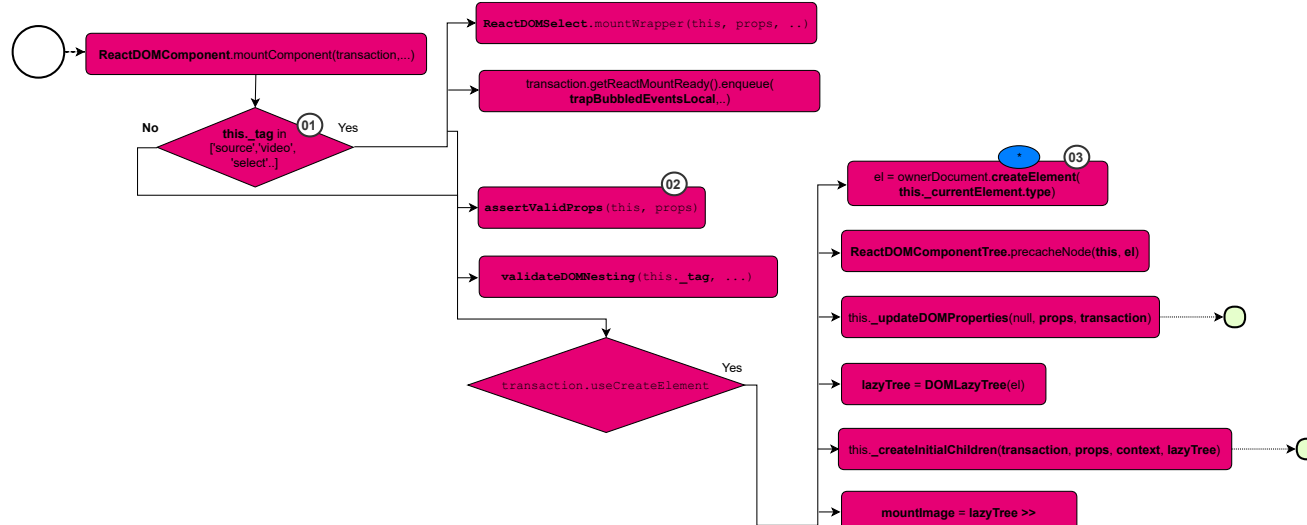 ReactDOMComponent.mountComponent(transaction,...)
No
this._tag in
['source','video',
'select'..]
01
Yes
ReactDOMSelect.mountWrapper(this, props, ..)
transaction.getReactMountReady().enqueue(
trapBubbledEventsLocal,..)
02
assertValidProps(this, props)
validateDOMNesting(this._tag, ...)
transaction.useCreateElement
Yes
*
03
el = ownerDocument.createElement(
this._currentElement.type)
ReactDOMComponentTree.precacheNode(this, el)
this._updateDOMProperties(null, props, transaction)
lazyTree = DOMLazyTree(el)
this._createInitialChildren(transaction, props, context, lazyTree)
mountImage = lazyTree >>